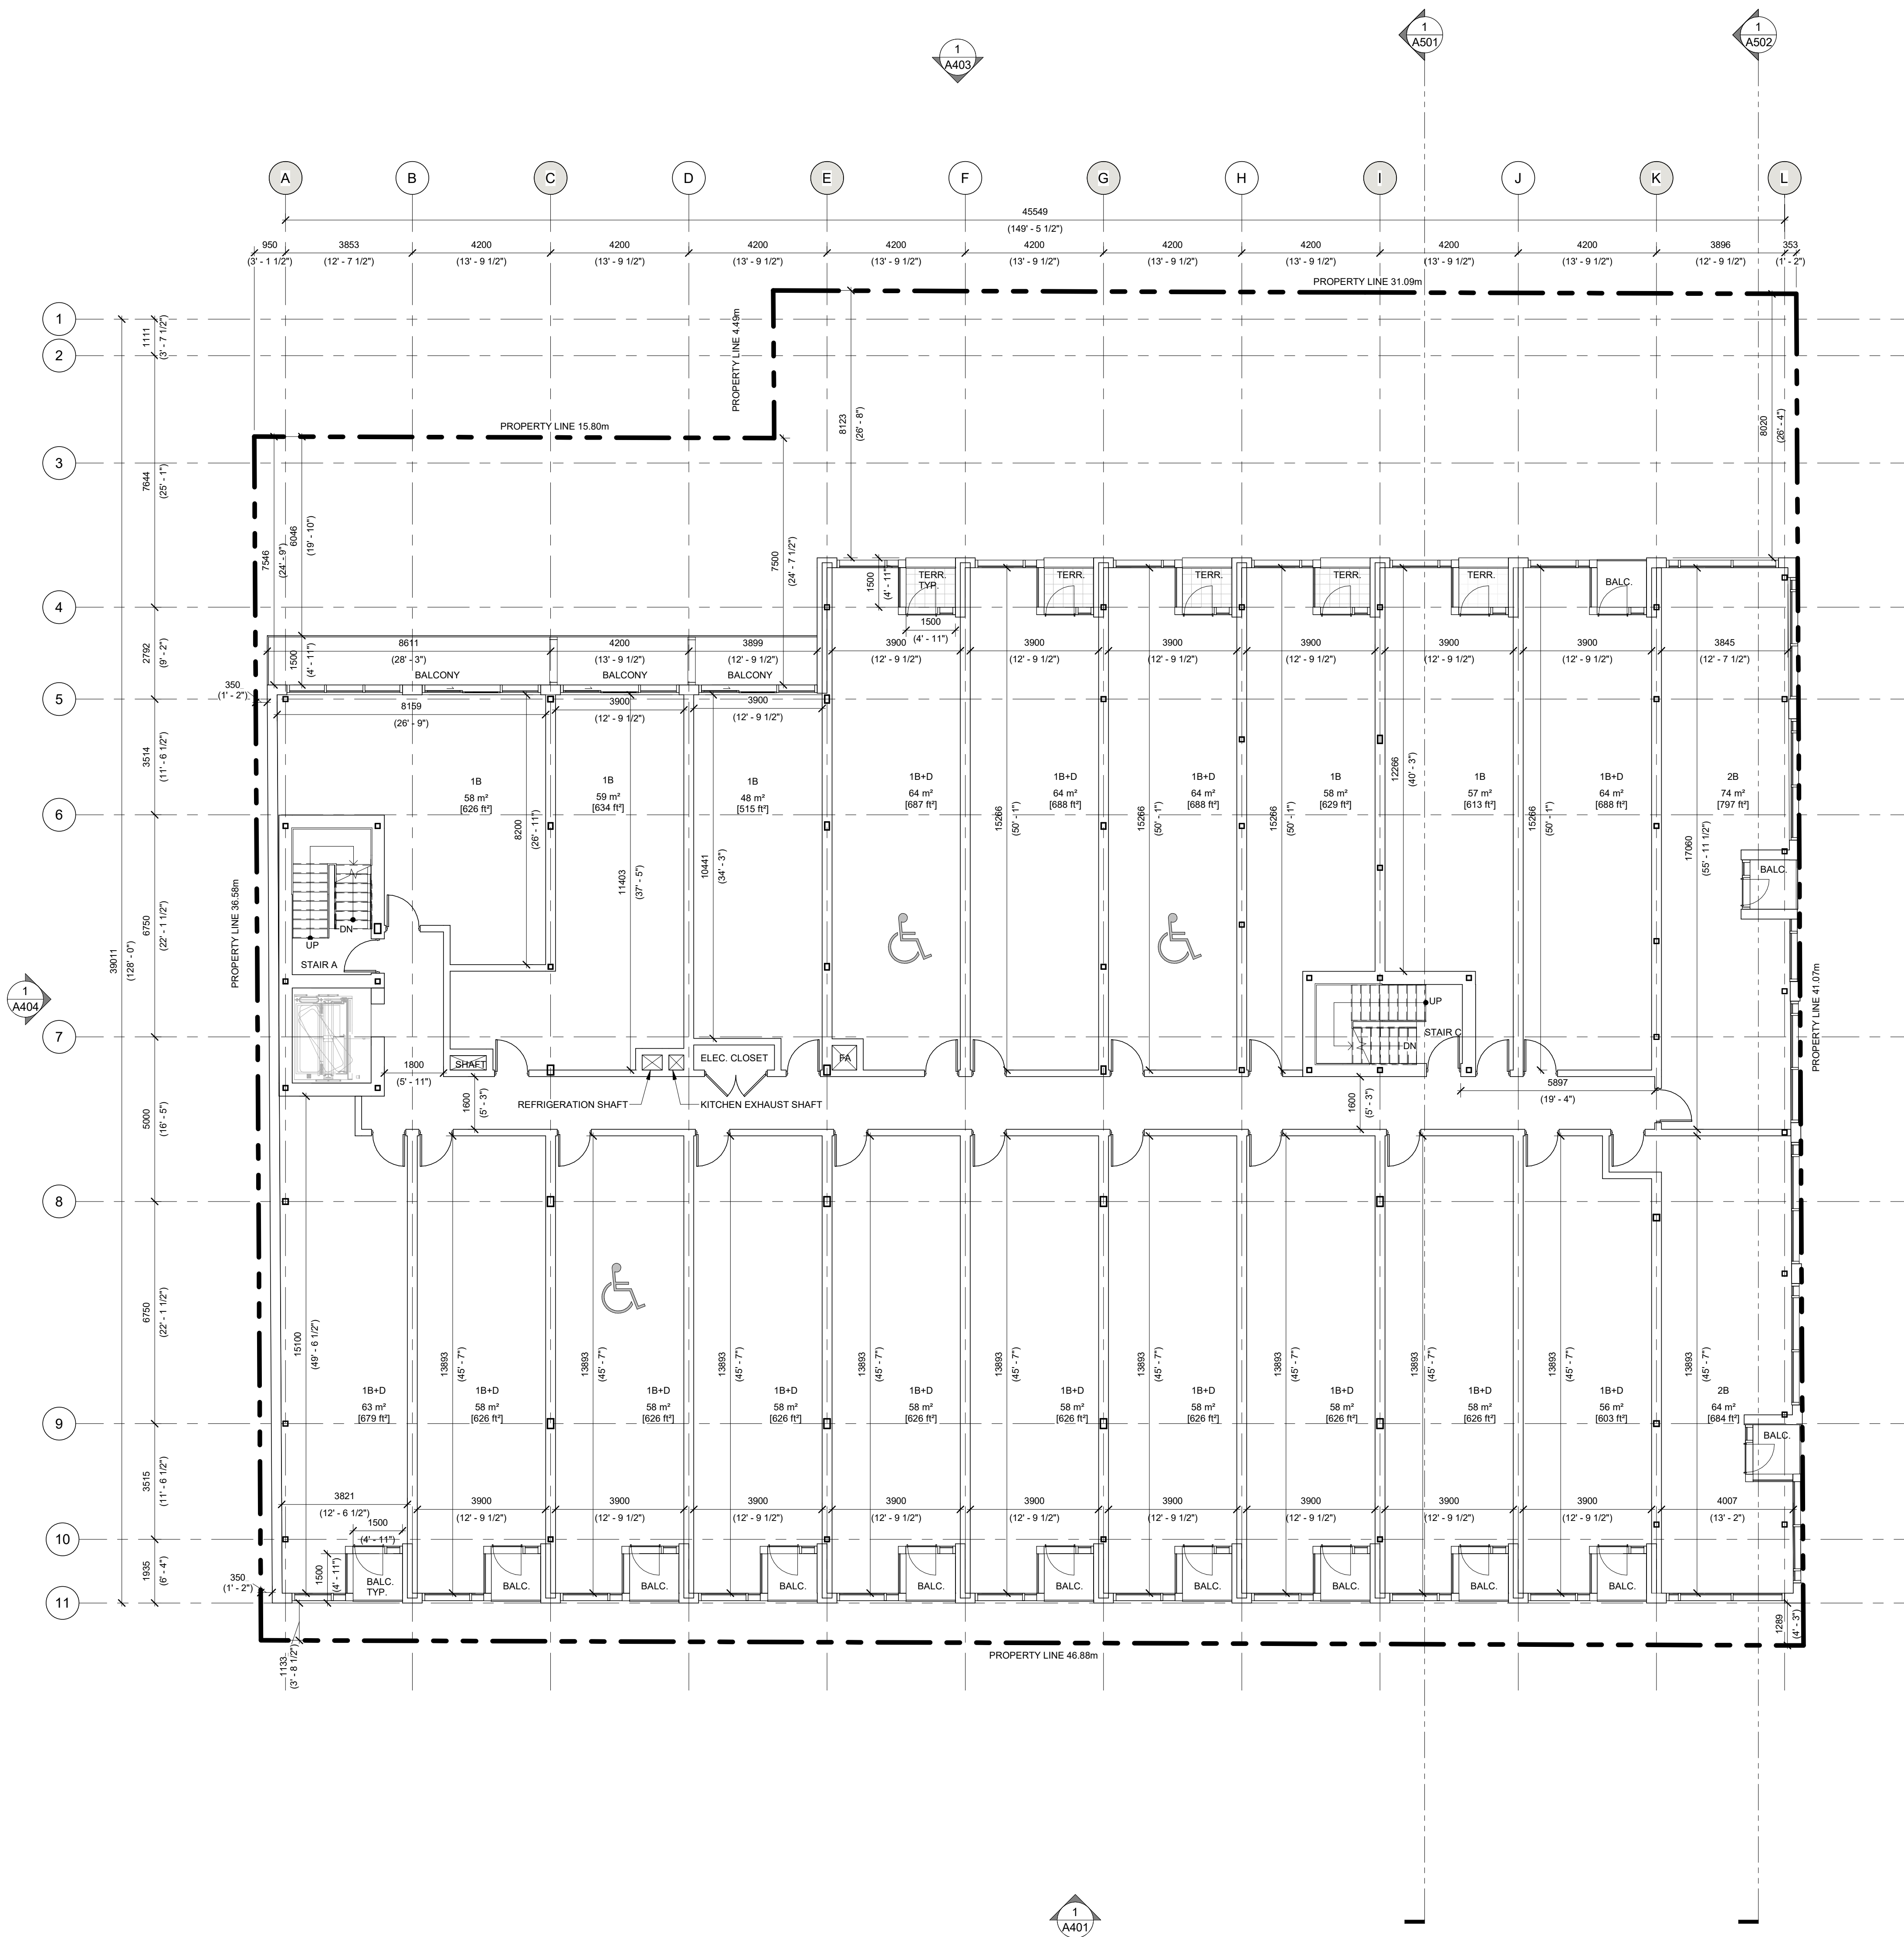 1
A403
1
A501
1
A502
A
B
C
D
E
F
G
H
I
J
K
L
45549
(149' - 5 1/2")
950
3853
4200
4200
4200
4200
4200
4200
4200
4200
4200
3896
353
(3' - 1 1/2")
(12' - 7 1/2")
(13' - 9 1/2")
(13' - 9 1/2")
(13' - 9 1/2")
(13' - 9 1/2")
(13' - 9 1/2")
(13' - 9 1/2")
(13' - 9 1/2")
(13' - 9 1/2")
(13' - 9 1/2")
(12' - 9 1/2")
(1' - 2")
PROPERTY LINE 31.09m
1
1111
(3' - 7 1/2")
2
PROPERTY LINE 4.49m
PROPERTY LINE 15.80m
8123
(26' - 8")
8020
(26' - 4")
3
7644
(25' - 1")
7546
(24' - 9")
6046
(19' - 10")
7500
(24' - 7 1/2")
1500
(4' - 11")
TERR.
TYP.
TERR.
TERR.
TERR.
TERR.
BALC.
4
1500
(4' - 11")
2792
(9' - 2")
8611
(28' - 3")
4200
(13' - 9 1/2")
3899
(12' - 9 1/2")
3900
(12' - 9 1/2")
3900
(12' - 9 1/2")
3900
(12' - 9 1/2")
3900
(12' - 9 1/2")
3900
(12' - 9 1/2")
3900
(12' - 9 1/2")
3845
(12' - 7 1/2")
1500
(4' - 11")
BALCONY
BALCONY
BALCONY
350
(1' - 2")
5
8159
(26' - 9")
3900
(12' - 9 1/2")
3900
(12' - 9 1/2")
3514
(11' - 6 1/2")
1B
58 m²
[626 ft²]
1B
59 m²
[634 ft²]
1B
48 m²
[515 ft²]
1B+D
64 m²
[687 ft²]
1B+D
64 m²
[688 ft²]
1B+D
64 m²
[688 ft²]
1B
58 m²
[629 ft²]
1B
57 m²
[613 ft²]
1B+D
64 m²
[688 ft²]
2B
74 m²
[797 ft²]
12266
(40' - 3")
6
8200
(26' - 11")
11403
(37' - 5")
10441
(34' - 3")
15266
(50' - 1")
15266
(50' - 1")
15266
(50' - 1")
15266
(50' - 1")
17060
(55' - 11 1/2")
BALC.
PROPERTY LINE 36.58m
6750
(22' - 1 1/2")
39011
(128' - 0")
DN
UP
STAIR A
1
A404
PROPERTY LINE 41.07m
UP
STAIR C
DN
7
1800
(5' - 11")
SHAFT
ELEC. CLOSET
FA
REFRIGERATION SHAFT
KITCHEN EXHAUST SHAFT
1600
(5' - 3")
1600
(5' - 3")
5897
(19' - 4")
5000
(16' - 5")
8
6750
(22' - 1 1/2")
15100
(49' - 6 1/2")
13893
(45' - 7")
13893
(45' - 7")
13893
(45' - 7")
13893
(45' - 7")
13893
(45' - 7")
13893
(45' - 7")
13893
(45' - 7")
13893
(45' - 7")
13893
(45' - 7")
13893
(45' - 7")
1B+D
63 m²
[679 ft²]
1B+D
58 m²
[626 ft²]
1B+D
58 m²
[626 ft²]
1B+D
58 m²
[626 ft²]
1B+D
58 m²
[626 ft²]
1B+D
58 m²
[626 ft²]
1B+D
58 m²
[626 ft²]
1B+D
58 m²
[626 ft²]
1B+D
58 m²
[626 ft²]
1B+D
56 m²
[603 ft²]
2B
64 m²
[684 ft²]
9
BALC.
3515
(11' - 6 1/2")
3821
(12' - 6 1/2")
3900
(12' - 9 1/2")
3900
(12' - 9 1/2")
3900
(12' - 9 1/2")
3900
(12' - 9 1/2")
3900
(12' - 9 1/2")
3900
(12' - 9 1/2")
3900
(12' - 9 1/2")
3900
(12' - 9 1/2")
3900
(12' - 9 1/2")
4007
(13' - 2")
10
1500
(4' - 11")
1935
(6' - 4")
350
(1' - 2")
1500
(4' - 11")
BALC.
TYP.
BALC.
BALC.
BALC.
BALC.
BALC.
BALC.
BALC.
BALC.
BALC.
11
1133
(3' - 8 1/2")
1289
(4' - 3")
PROPERTY LINE 46.88m
1
A401